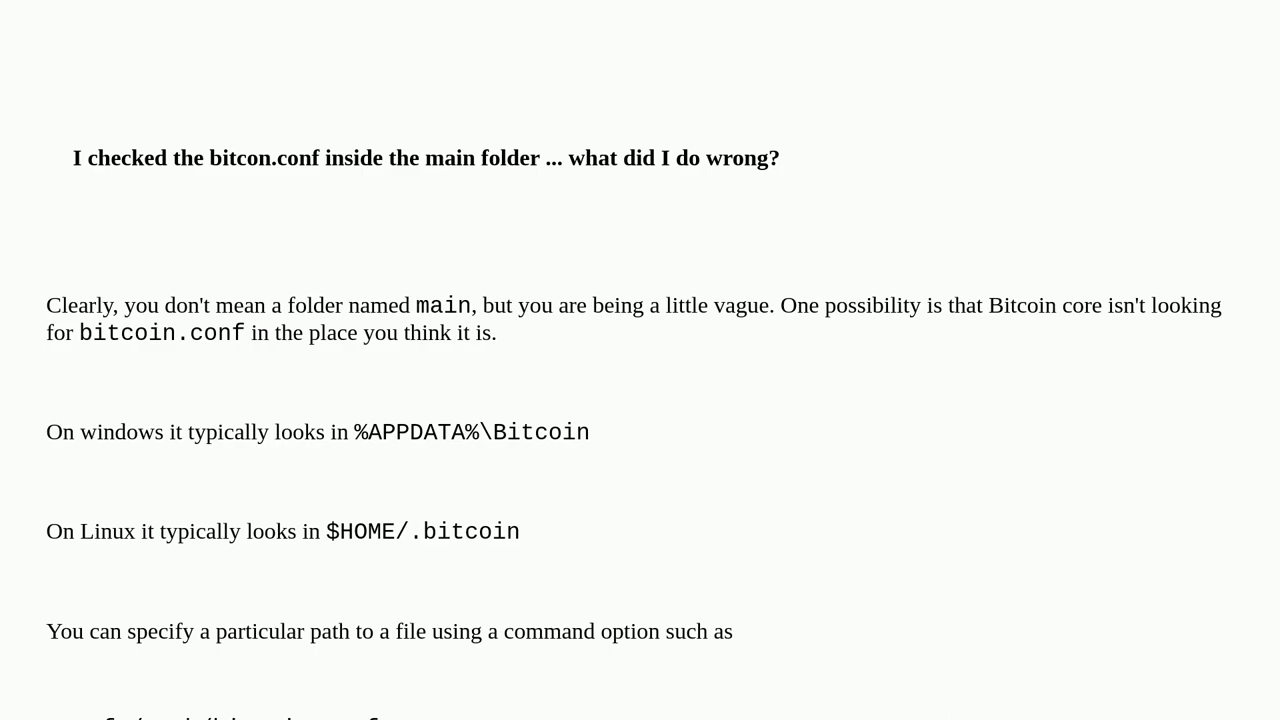 I checked the bitcon.conf inside the main folder ... what did I do wrong?
Clearly, you don't mean a folder named main, but you are being a little vague. One possibility is that Bitcoin core isn't looking
for bitcoin.conf in the place you think it is.
On windows it typically looks in %APPDATA%\Bitcoin
On Linux it typically looks in $HOME/.bitcoin
You can specify a particular path to a file using a command option such as